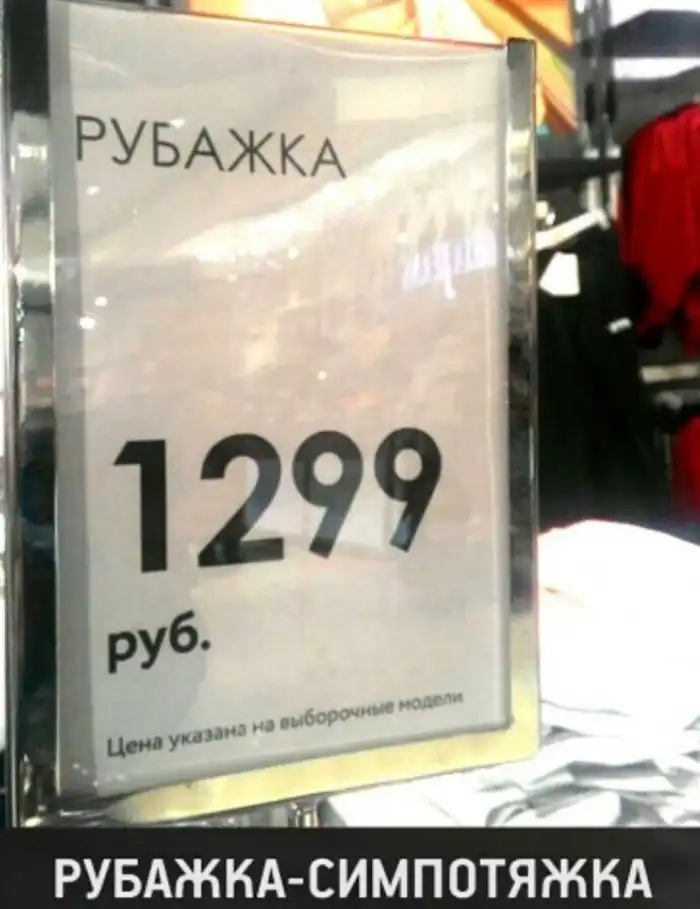 РУБАЖКА
1299
руб.
Цена указана на выборочные модели
РУБАЖКА-СИМПОТЯЖКА